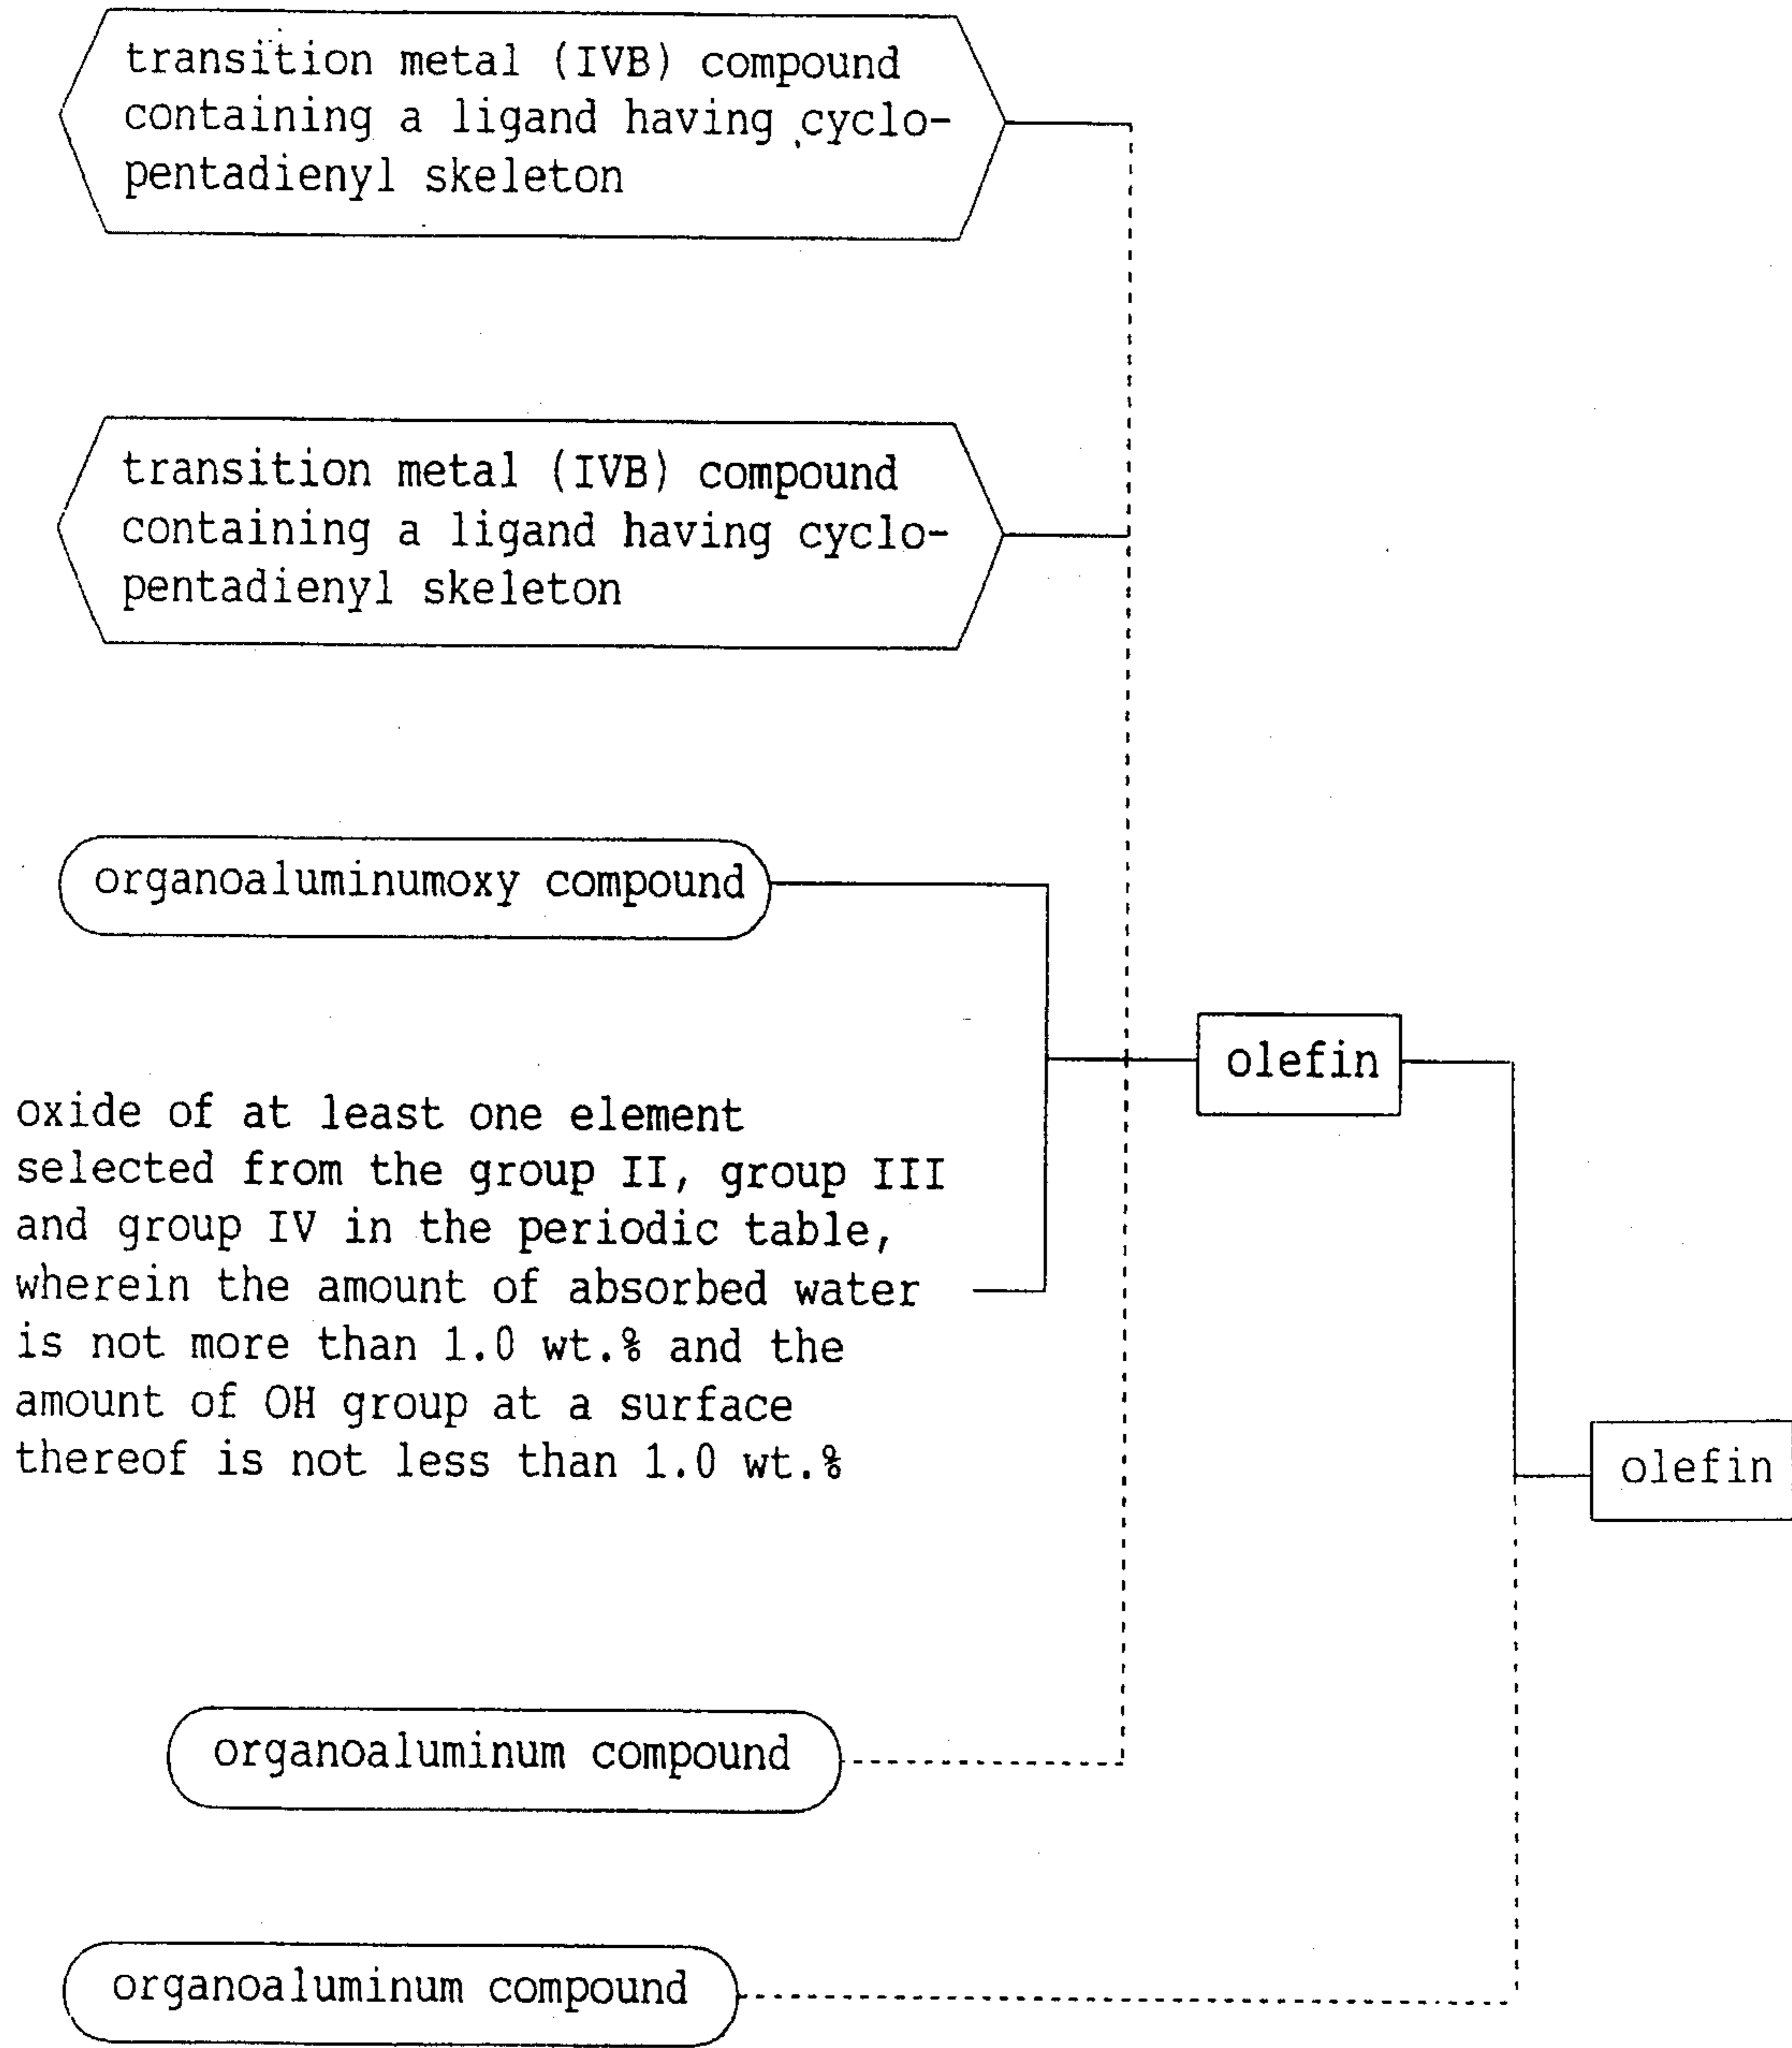 transition metal (IVB) compound
containing a ligand having cyclo-
pentadienyl skeleton
transition metal (IVB) compound
containing a ligand having cyclo-
pentadienyl skeleton
organoaluminumoxy compound
olefin
oxide of at least one element
selected from the group II, group III
and group IV in the periodic table,
wherein the amount of absorbed water
is not more than 1.0 wt.% and the
amount of OH group at a surface
thereof is not less than 1.0 wt.%
olefin
organoaluminum compound
organoaluminum compound